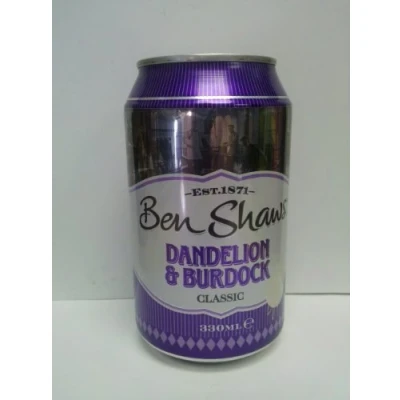 -EST.1871-
Ben Shaws
DANDELION
& BURDOCK
CLASSIC
330ML e